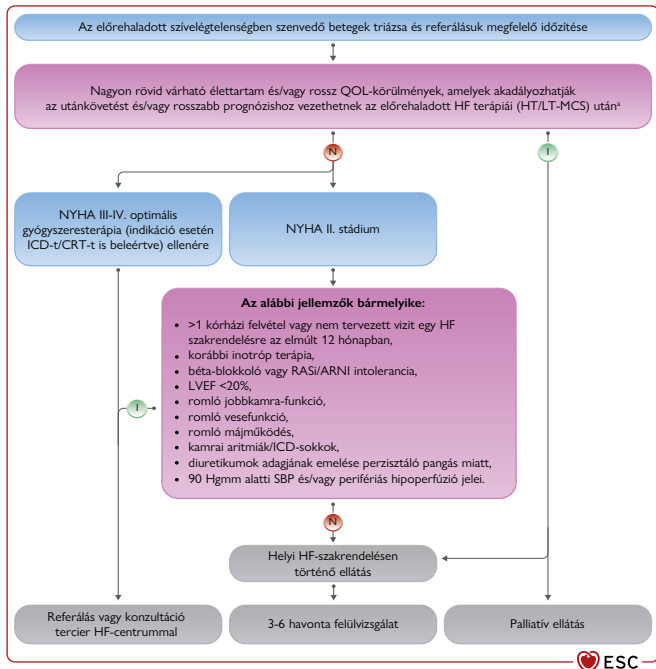 Az előrehaladott szívelégtelenségben szenvedő betegek triázsa és referálásuk megfelelő időzítése
Nagyon rövid várható élettartam és/vagy rossz QOL-körülmények, amelyek akadályozhatják
az utánkövetést és/vagy rosszabb prognózishoz vezethetnek az előrehaladott HF terápiái (HT/LT-MCS) utánᵃ
N
I
NYHA III-IV. optimális
gyógyszeresterápia (indikáció esetén
ICD-t/CRT-t is beleértve) ellenére
NYHA II. stádium
Az alábbi jellemzők bármelyike:
• >1 kórházi felvétel vagy nem tervezett vizit egy HF
szakrendelésre az elmúlt 12 hónapban,
• korábbi inotróp terápia,
• béta-blokkoló vagy RASi/ARNI intolerancia,
• LVEF <20%,
• romló jobbkamra-funkció,
• romló vesefunkció,
• romló májműködés,
• kamrai aritmiák/ICD-sokkok,
• diuretikumok adagjának emelése perzisztáló pangás miatt,
• 90 Hgmm alatti SBP és/vagy perifériás hipoperfúzió jelei.
I
N
Helyi HF-szakrendelésen
történő ellátás
Referálás vagy konzultáció
tercier HF-centrummal
3-6 havonta felülvizsgálat
Palliatív ellátás
ESC